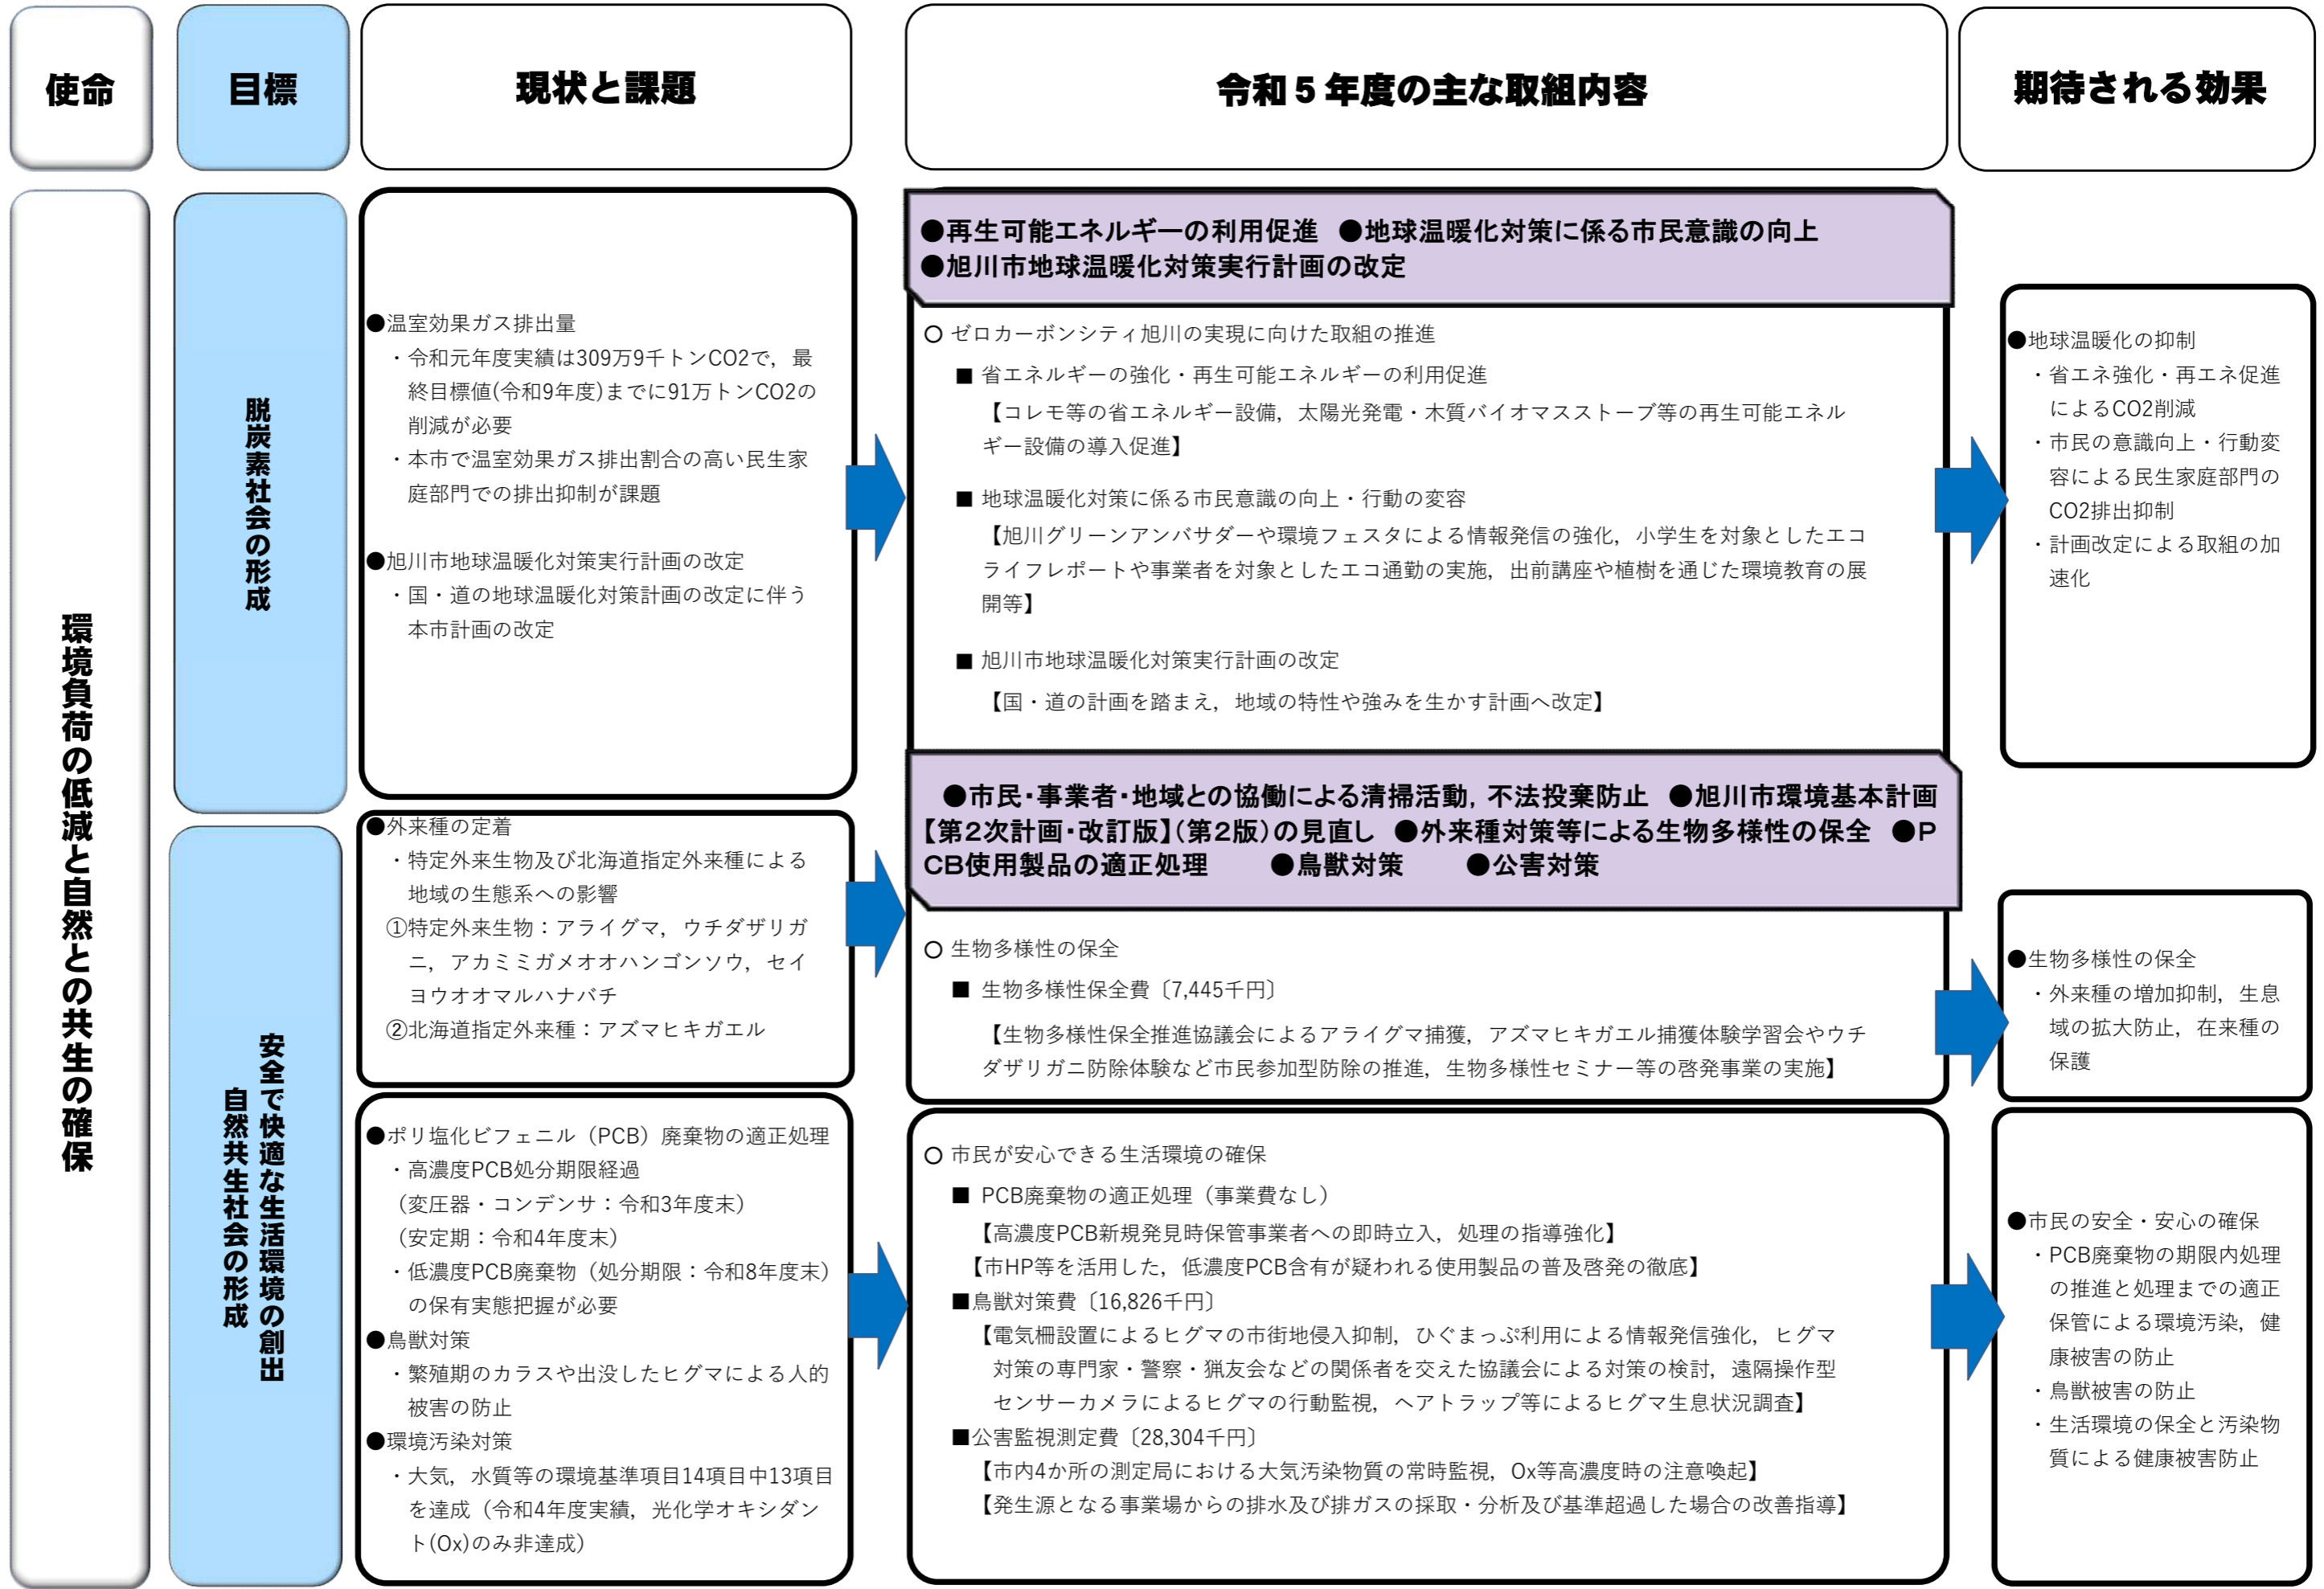 使命
目標
現状と課題
令和５年度の主な取組内容
期待される効果
環境負荷の低減と自然との共生の確保
脱炭素社会の形成
●温室効果ガス排出量
・令和元年度実績は309万9千トンCO2で，最
終目標値(令和9年度)までに91万トンCO2の
削減が必要
・本市で温室効果ガス排出割合の高い民生家
庭部門での排出抑制が課題
●旭川市地球温暖化対策実行計画の改定
・国・道の地球温暖化対策計画の改定に伴う
本市計画の改定
●再生可能エネルギーの利用促進　●地球温暖化対策に係る市民意識の向上
●旭川市地球温暖化対策実行計画の改定
○ ゼロカーボンシティ旭川の実現に向けた取組の推進
■ 省エネルギーの強化・再生可能エネルギーの利用促進
【コレモ等の省エネルギー設備，太陽光発電・木質バイオマスストーブ等の再生可能エネル
ギー設備の導入促進】
■ 地球温暖化対策に係る市民意識の向上・行動の変容
【旭川グリーンアンバサダーや環境フェスタによる情報発信の強化，小学生を対象としたエコ
ライフレポートや事業者を対象としたエコ通勤の実施，出前講座や植樹を通じた環境教育の展
開等】
■ 旭川市地球温暖化対策実行計画の改定
【国・道の計画を踏まえ，地域の特性や強みを生かす計画へ改定】
●地球温暖化の抑制
・省エネ強化・再エネ促進
によるCO2削減
・市民の意識向上・行動変
容による民生家庭部門の
CO2排出抑制
・計画改定による取組の加
速化
安全で快適な生活環境の創出
自然共生社会の形成
●外来種の定着
・特定外来生物及び北海道指定外来種による
地域の生態系への影響
①特定外来生物：アライグマ，ウチダザリガ
ニ，アカミミガメオオハンゴンソウ，セイ
ヨウオオマルハナバチ
②北海道指定外来種：アズマヒキガエル
●市民・事業者・地域との協働による清掃活動，不法投棄防止　●旭川市環境基本計画
【第２次計画・改訂版】（第２版）の見直し　●外来種対策等による生物多様性の保全　●Ｐ
ＣＢ使用製品の適正処理　　●鳥獣対策　　●公害対策
○ 生物多様性の保全
■ 生物多様性保全費〔7,445千円〕
【生物多様性保全推進協議会によるアライグマ捕獲，アズマヒキガエル捕獲体験学習会やウチ
ダザリガニ防除体験など市民参加型防除の推進，生物多様性セミナー等の啓発事業の実施】
●生物多様性の保全
・外来種の増加抑制，生息
域の拡大防止，在来種の
保護
●ポリ塩化ビフェニル（PCB）廃棄物の適正処理
・高濃度PCB処分期限経過
（変圧器・コンデンサ：令和3年度末）
（安定期：令和4年度末）
・低濃度PCB廃棄物（処分期限：令和8年度末）
の保有実態把握が必要
●鳥獣対策
・繁殖期のカラスや出没したヒグマによる人的
被害の防止
●環境汚染対策
・大気，水質等の環境基準項目14項目中13項目
を達成（令和4年度実績，光化学オキシダン
ト(Ox)のみ非達成）
○ 市民が安心できる生活環境の確保
■ PCB廃棄物の適正処理（事業費なし）
【高濃度PCB新規発見時保管事業者への即時立入，処理の指導強化】
【市HP等を活用した，低濃度PCB含有が疑われる使用製品の普及啓発の徹底】
■鳥獣対策費〔16,826千円〕
【電気柵設置によるヒグマの市街地侵入抑制，ひぐまっぷ利用による情報発信強化，ヒグマ
対策の専門家・警察・猟友会などの関係者を交えた協議会による対策の検討，遠隔操作型
センサーカメラによるヒグマの行動監視，ヘアトラップ等によるヒグマ生息状況調査】
■公害監視測定費〔28,304千円〕
【市内4か所の測定局における大気汚染物質の常時監視，Ox等高濃度時の注意喚起】
【発生源となる事業場からの排水及び排ガスの採取・分析及び基準超過した場合の改善指導】
●市民の安全・安心の確保
・PCB廃棄物の期限内処理
の推進と処理までの適正
保管による環境汚染，健
康被害の防止
・鳥獣被害の防止
・生活環境の保全と汚染物
質による健康被害防止